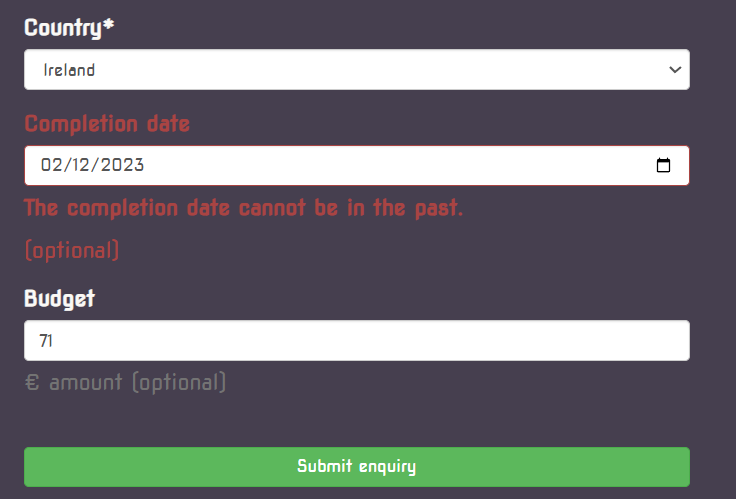 Country*
Ireland
Completion date
02/12/2023
The completion date cannot be in the past.
(optional)
Budget
71
€ amount (optional)
Submit enquiry